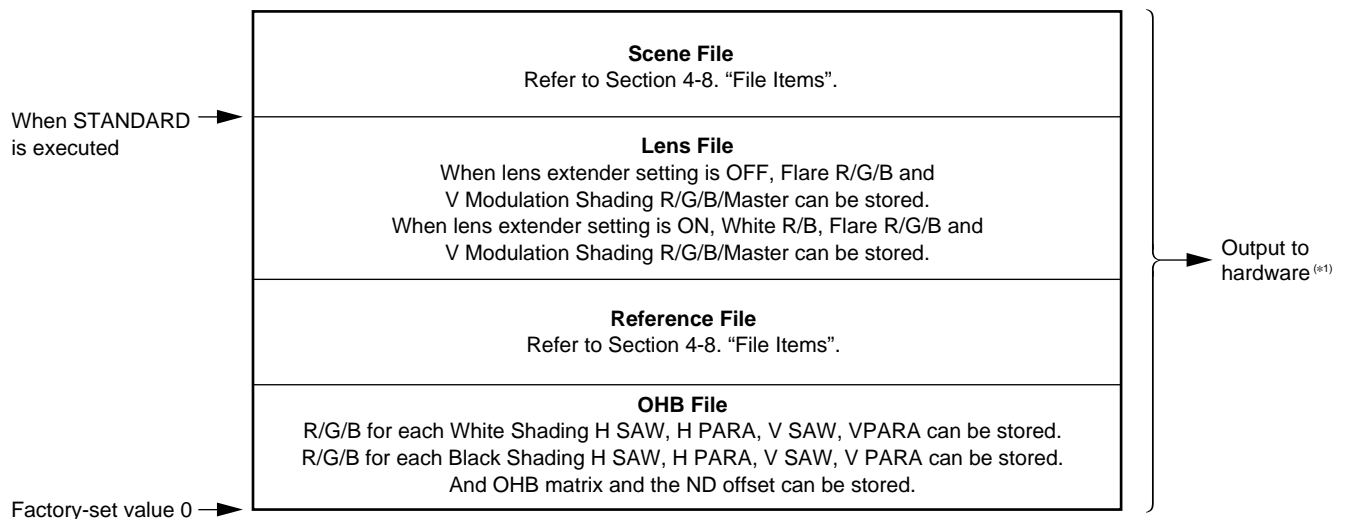 Scene File
Refer to Section 4-8. “File Items”.
When STANDARD
is executed
Lens File
When lens extender setting is OFF, Flare R/G/B and
V Modulation Shading R/G/B/Master can be stored.
When lens extender setting is ON, White R/B, Flare R/G/B and
V Modulation Shading R/G/B/Master can be stored.
Output to
hardware (*1)
Reference File
Refer to Section 4-8. “File Items”.
OHB File
R/G/B for each White Shading H SAW, H PARA, V SAW, VPARA can be stored.
R/G/B for each Black Shading H SAW, H PARA, V SAW, V PARA can be stored.
And OHB matrix and the ND offset can be stored.
Factory-set value 0